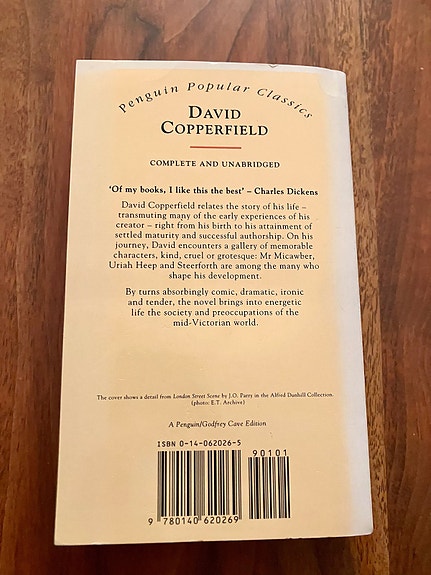 Penguin Popular Classics
DAVID
COPPERFIELD
COMPLETE AND UNABRIDGED
‘Of my books, I like this the best’ – Charles Dickens
David Copperfield relates the story of his life –
transmuting many of the early experiences of his
creator – right from his birth to his attainment of
settled maturity and successful authorship. On his
journey, David encounters a gallery of memorable
characters, kind, cruel or grotesque: Mr Micawber,
Uriah Heep and Steerforth are among the many who
shape his development.
By turns absorbingly comic, dramatic, ironic
and tender, the novel brings into energetic
life the society and preoccupations of the
mid-Victorian world.
The cover shows a detail from London Street Scene by J.O. Parry in the Alfred Dunhill Collection.
(photo: E.T. Archive)
A Penguin/Godfrey Cave Edition
ISBN 0-14-062026-5
90101
9 780140 620269